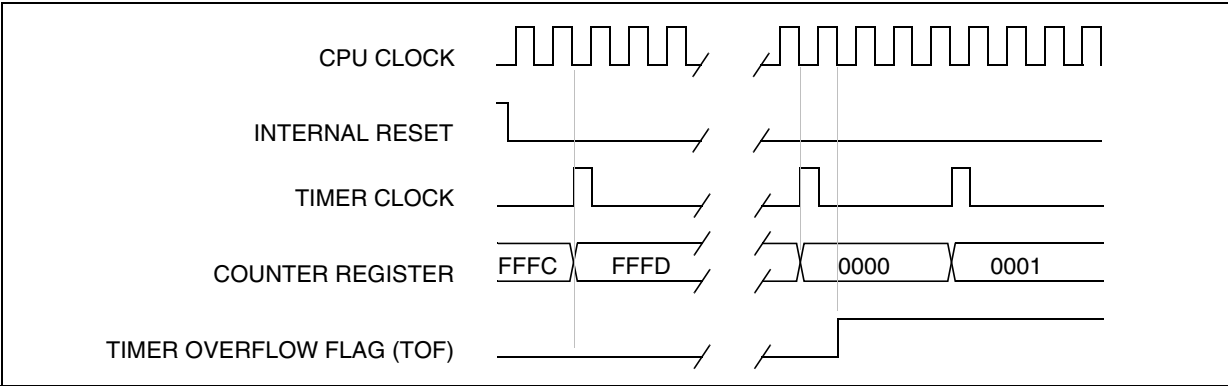 CPU CLOCK
INTERNAL RESET
TIMER CLOCK
COUNTER REGISTER
FFFC
FFFD
0000
0001
TIMER OVERFLOW FLAG (TOF)